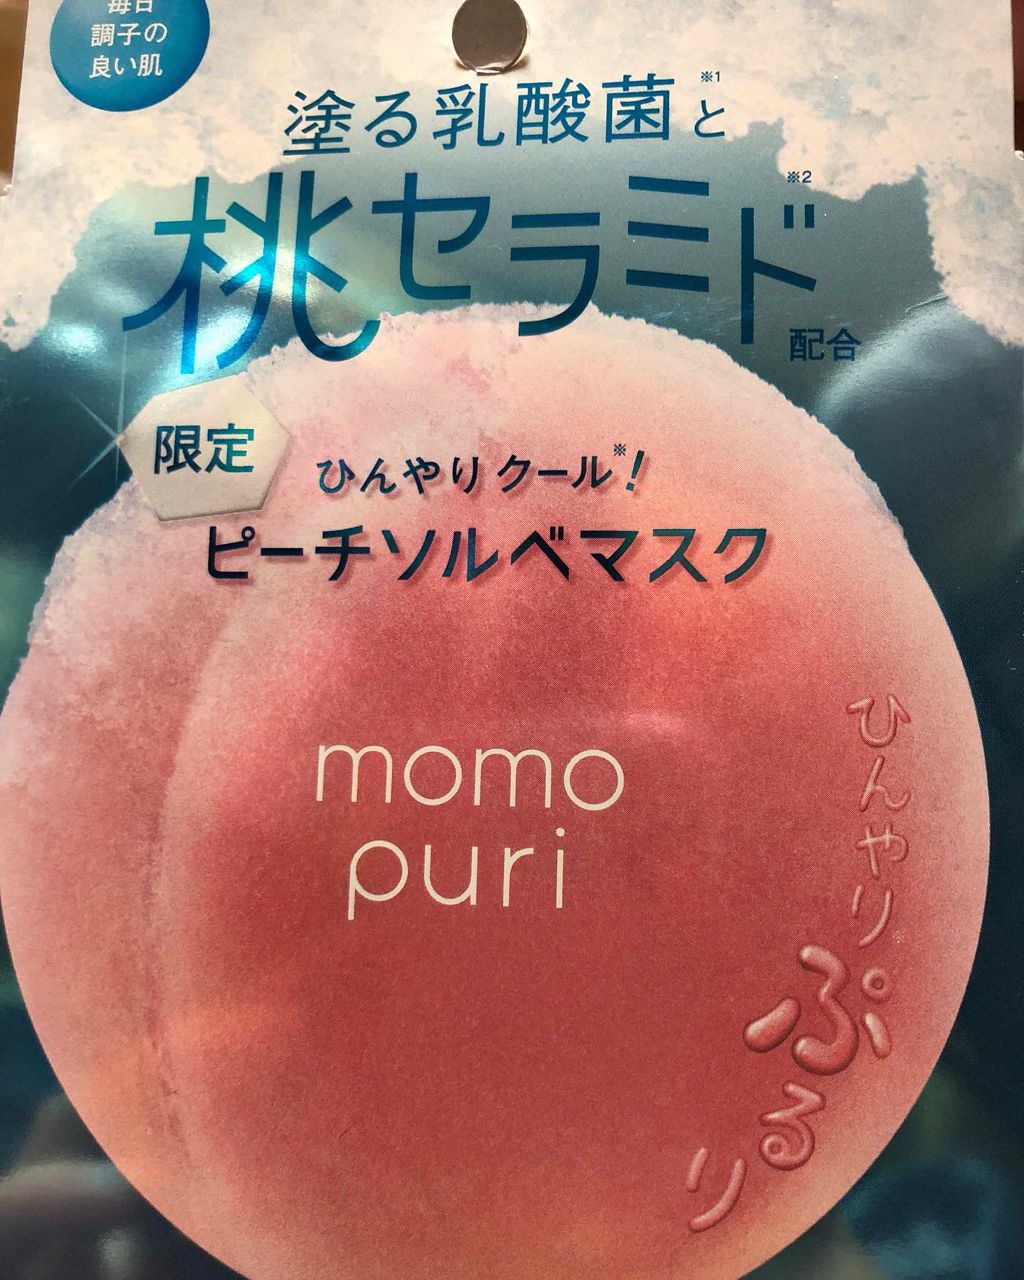 毎日
調子の
良い肌
塗る乳酸菌※1と
桃セラミド※2
配合
限定
ひんやりクール※!
ピーチソルベマスク
momo
puri
ひんやり※
ぷるり